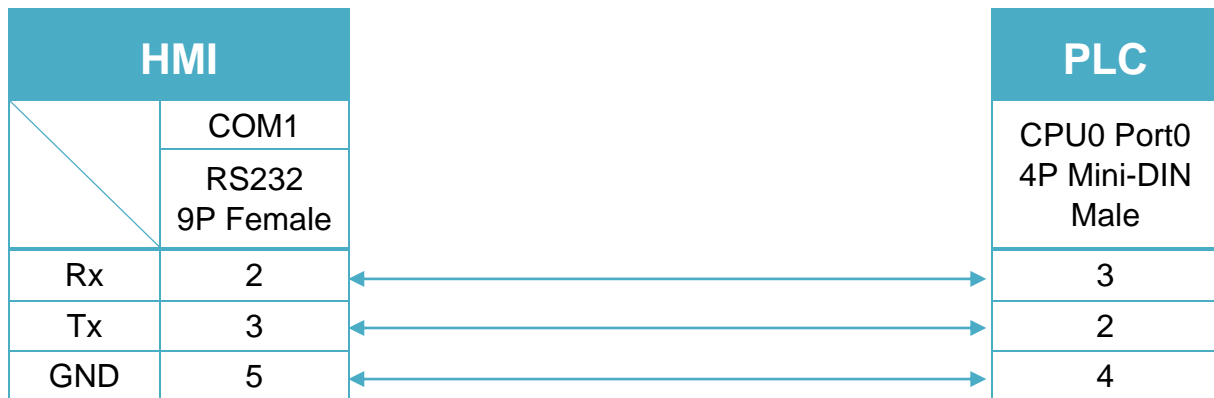 HMI
PLC
COM1
RS232
9P Female
CPU0 Port0
4P Mini-DIN
Male
Rx 2 3
Tx 3 2
GND 5 4